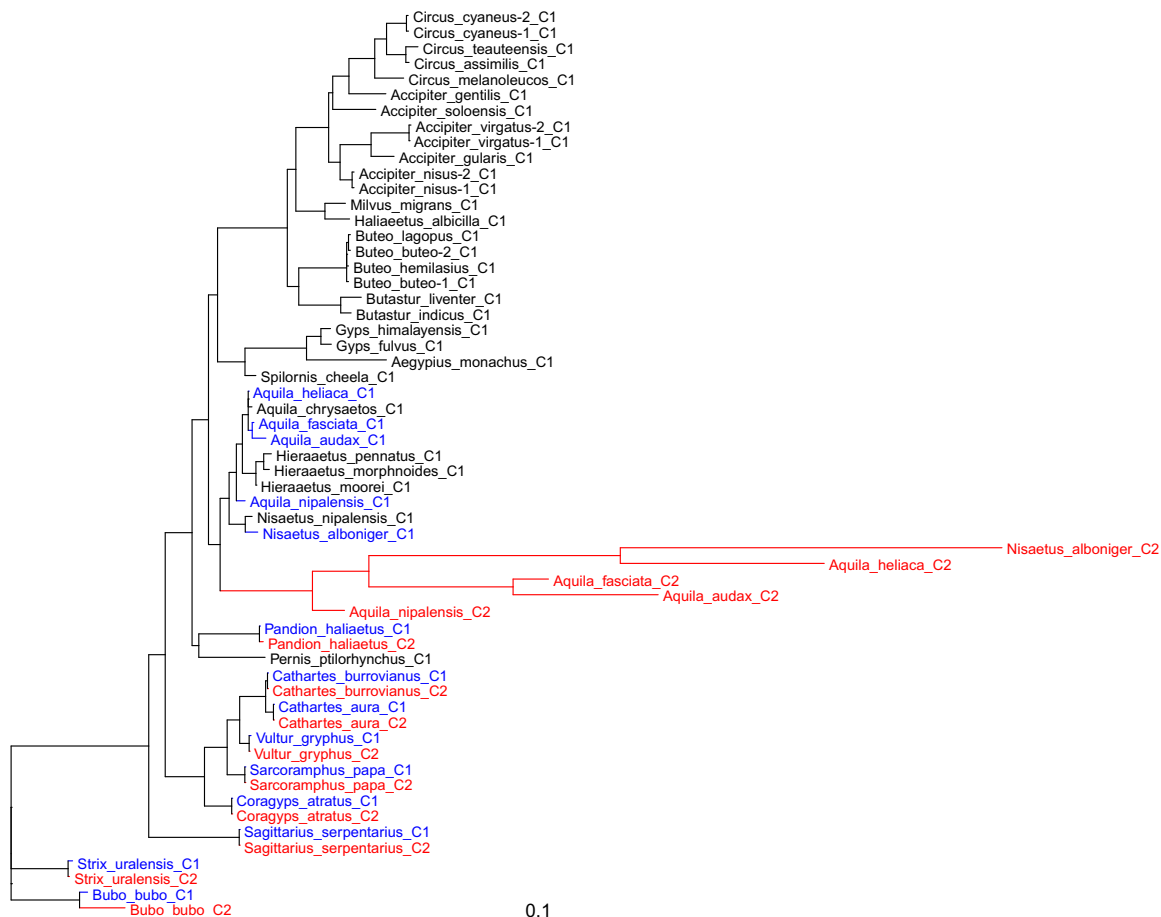 Circus_cyaneus-2_C1
Circus_cyaneus-1_C1
Circus_teauteensis_C1
Circus_assimilis_C1
Circus_melanoleucos_C1
Accipiter_gentilis_C1
Accipiter_soloensis_C1
Accipiter_virgatus-2_C1
Accipiter_virgatus-1_C1
Accipiter_gularis_C1
Accipiter_nisus-2_C1
Accipiter_nisus-1_C1
Milvus_migrans_C1
Haliaeetus_albicilla_C1
Buteo_lagopus_C1
Buteo_buteo-2_C1
Buteo_hemilasius_C1
Buteo_buteo-1_C1
Butastur_liventer_C1
Butastur_indicus_C1
Gyps_himalayensis_C1
Gyps_fulvus_C1
Aegypius_monachus_C1
Spilornis_cheela_C1
Aquila_heliaca_C1
Aquila_chrysaetos_C1
Aquila_fasciata_C1
Aquila_audax_C1
Hieraaetus_pennatus_C1
Hieraaetus_morphnoides_C1
Hieraaetus_moorei_C1
Aquila_nipalensis_C1
Nisaetus_nipalensis_C1
Nisaetus_alboniger_C1
Nisaetus_alboniger_C2
Aquila_heliaca_C2
Aquila_fasciata_C2
Aquila_audax_C2
Aquila_nipalensis_C2
Pandion_haliaetus_C1
Pandion_haliaetus_C2
Pernis_ptilorhynchus_C1
Cathartes_burrovianus_C1
Cathartes_burrovianus_C2
Cathartes_aura_C1
Cathartes_aura_C2
Vultur_gryphus_C1
Vultur_gryphus_C2
Sarcoramphus_papa_C1
Sarcoramphus_papa_C2
Coragyps_atratus_C1
Coragyps_atratus_C2
Sagittarius_serpentarius_C1
Sagittarius_serpentarius_C2
Strix_uralensis_C1
Strix_uralensis_C2
Bubo_bubo_C1
Bubo_bubo_C2
0.1